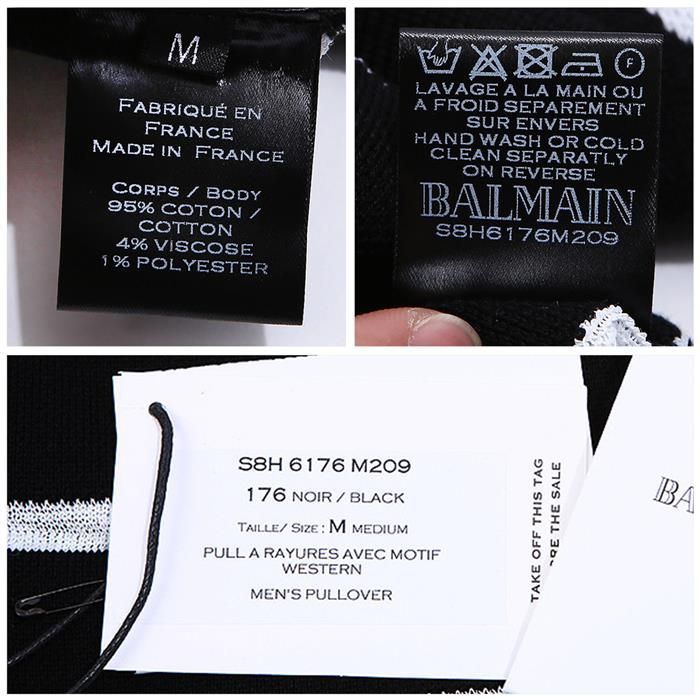 M
FABRIQUÉ EN
FRANCE
MADE IN FRANCE
CORPS / BODY
95% COTON /
COTTON
4% VISCOSE
1% POLYESTER
F
LAVAGE A LA MAIN OU
A FROID SEPAREMENT
SUR ENVERS
HAND WASH OR COLD
CLEAN SEPARATLY
ON REVERSE
BALMAIN
S8H6176M209
S8H 6176 M209
176 NOIR / BLACK
TAILLE/ SIZE : M MEDIUM
PULL A RAYURES AVEC MOTIF
WESTERN
MEN'S PULLOVER
TAKE OFF THIS TAG
THE SALE